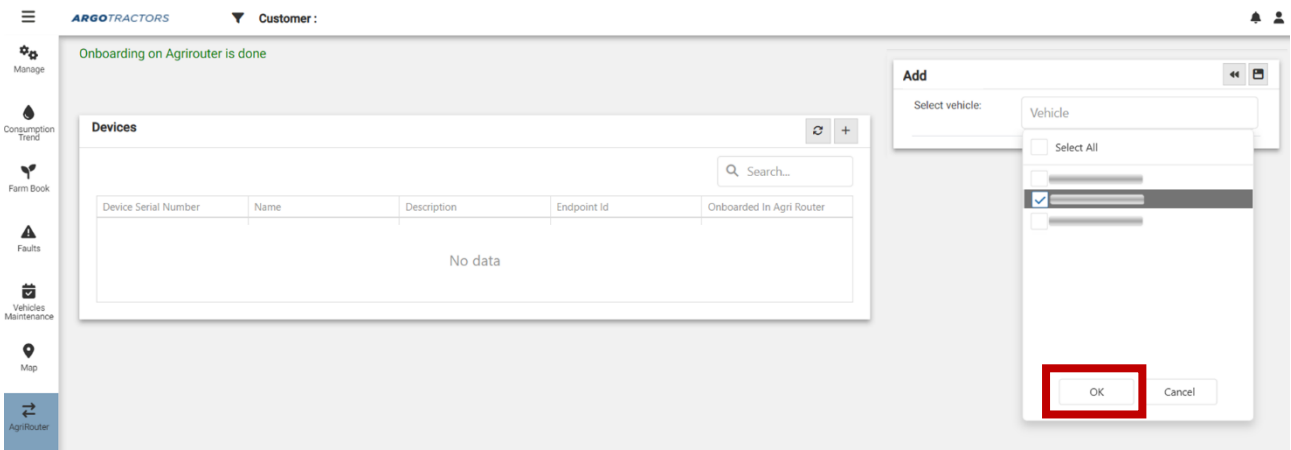 ARGOTRACTORS
Customer :
Manage
Consumption
Trend
Farm Book
Faults
Vehicles
Maintenance
Map
AgriRouter
Onboarding on Agrirouter is done
Devices
Search...
Device Serial Number Name Description Endpoint Id Onboarded In Agri Router
No data
Add
Select vehicle:
Vehicle
Select All
OK Cancel